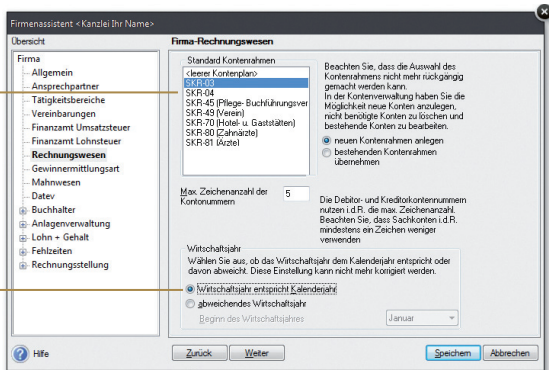 Firmenassistent <Kanzlei Ihr Name>
Übersicht
Firma
Allgemein
Ansprechpartner
Tätigkeitsbereiche
Vereinbarungen
Finanzamt Umsatzsteuer
Finanzamt Lohnsteuer
Rechnungswesen
Gewinnermittlungsart
Mahnwesen
Datev
Buchhalter
Anlagenverwaltung
Lohn + Gehalt
Fehlzeiten
Rechnungsstellung
Firma-Rechnungswesen
Standard Kontenrahmen
<leerer Kontenplan>
SKR-03
SKR-04
SKR-45 (Pflege- Buchführungsver
SKR-49 (Verein)
SKR-70 (Hotel- u. Gaststätten)
SKR-80 (Zahnärzte)
SKR-81 (Ärzte)
Beachten Sie, dass die Auswahl des
Kontenrahmens nicht mehr rückgängig
gemacht werden kann.
In der Kontenverwaltung haben Sie die
Möglichkeit neue Konten anzulegen,
nicht benötigte Konten zu löschen und
bestehende Konten zu bearbeiten.
neuen Kontenrahmen anlegen
bestehenden Kontenrahmen
übernehmen
Max. Zeichenanzahl der
Kontonummern
5
Die Debitor- und Kreditorkontennummern
nutzen i.d.R. die max. Zeichenanzahl.
Beachten Sie, dass Sachkonten i.d.R.
mindestens ein Zeichen weniger
verwenden
Wirtschaftsjahr
Wählen Sie aus, ob das Wirtschaftsjahr dem Kalenderjahr entspricht oder
davon abweicht. Diese Einstellung kann nicht mehr korrigiert werden.
Wirtschaftsjahr entspricht Kalenderjahr
abweichendes Wirtschaftsjahr
Beginn des Wirtschaftsjahres
Januar
Hilfe
Zurück
Weiter
Speichern
Abbrechen